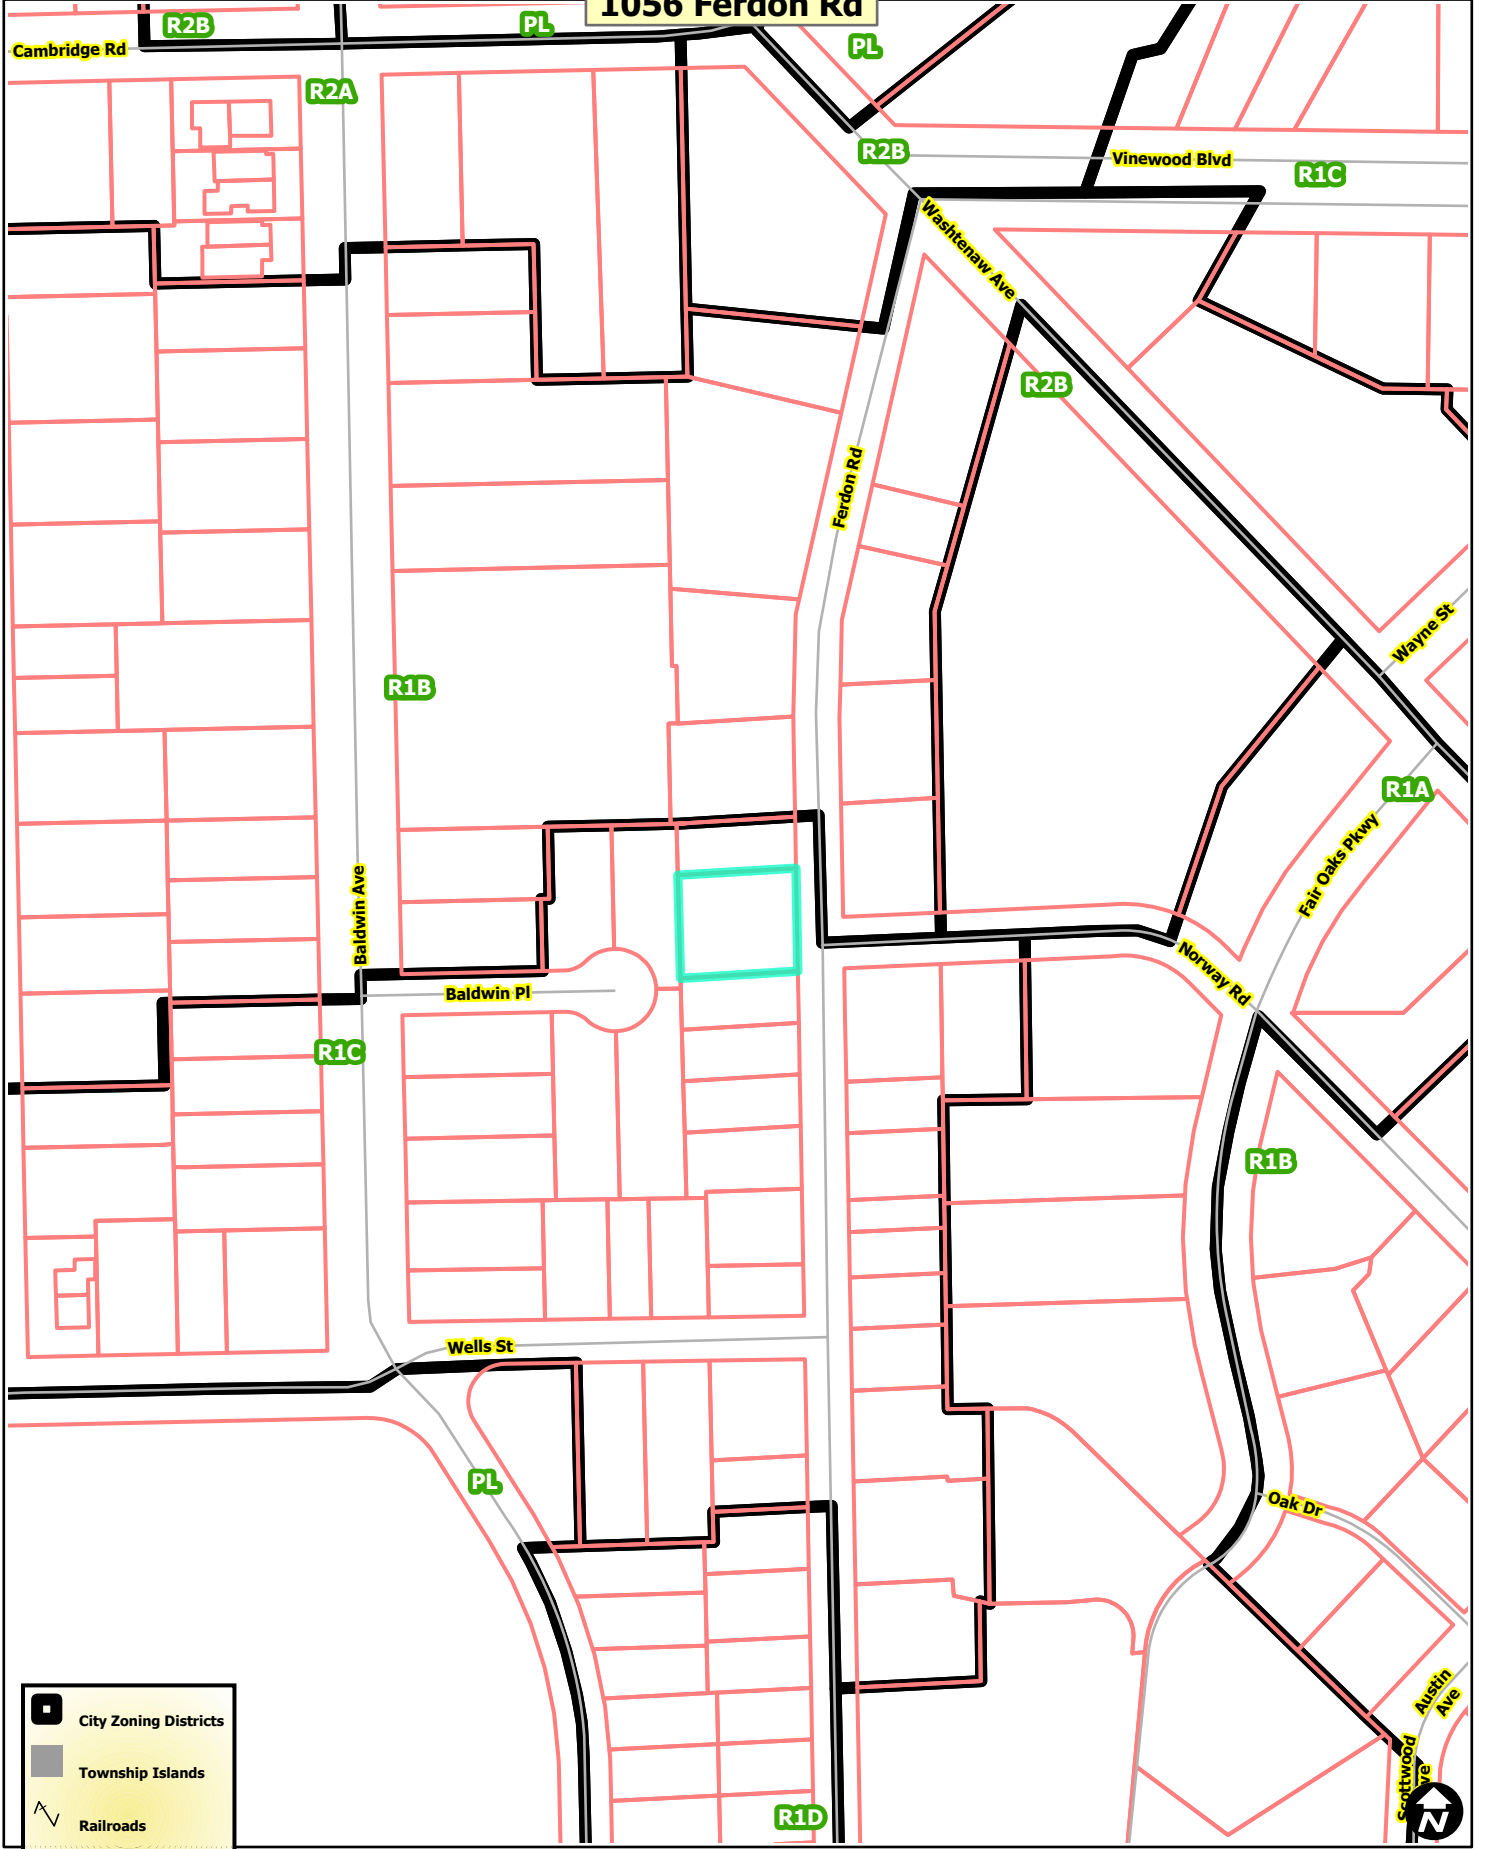 1056 Ferdon Rd
R2B
PL
Cambridge Rd
PL
R2A
R2B
Vinewood Blvd
R1C
Washtenaw Ave
R2B
Ferdon Rd
Wayne St
R1B
R1A
Fair Oaks Pkwy
Baldwin Ave
Norway Rd
Baldwin Pl
R1C
R1B
Wells St
PL
Oak Dr
Austin
Ave
Scottwood
R1D
N
City Zoning Districts
Township Islands
Railroads